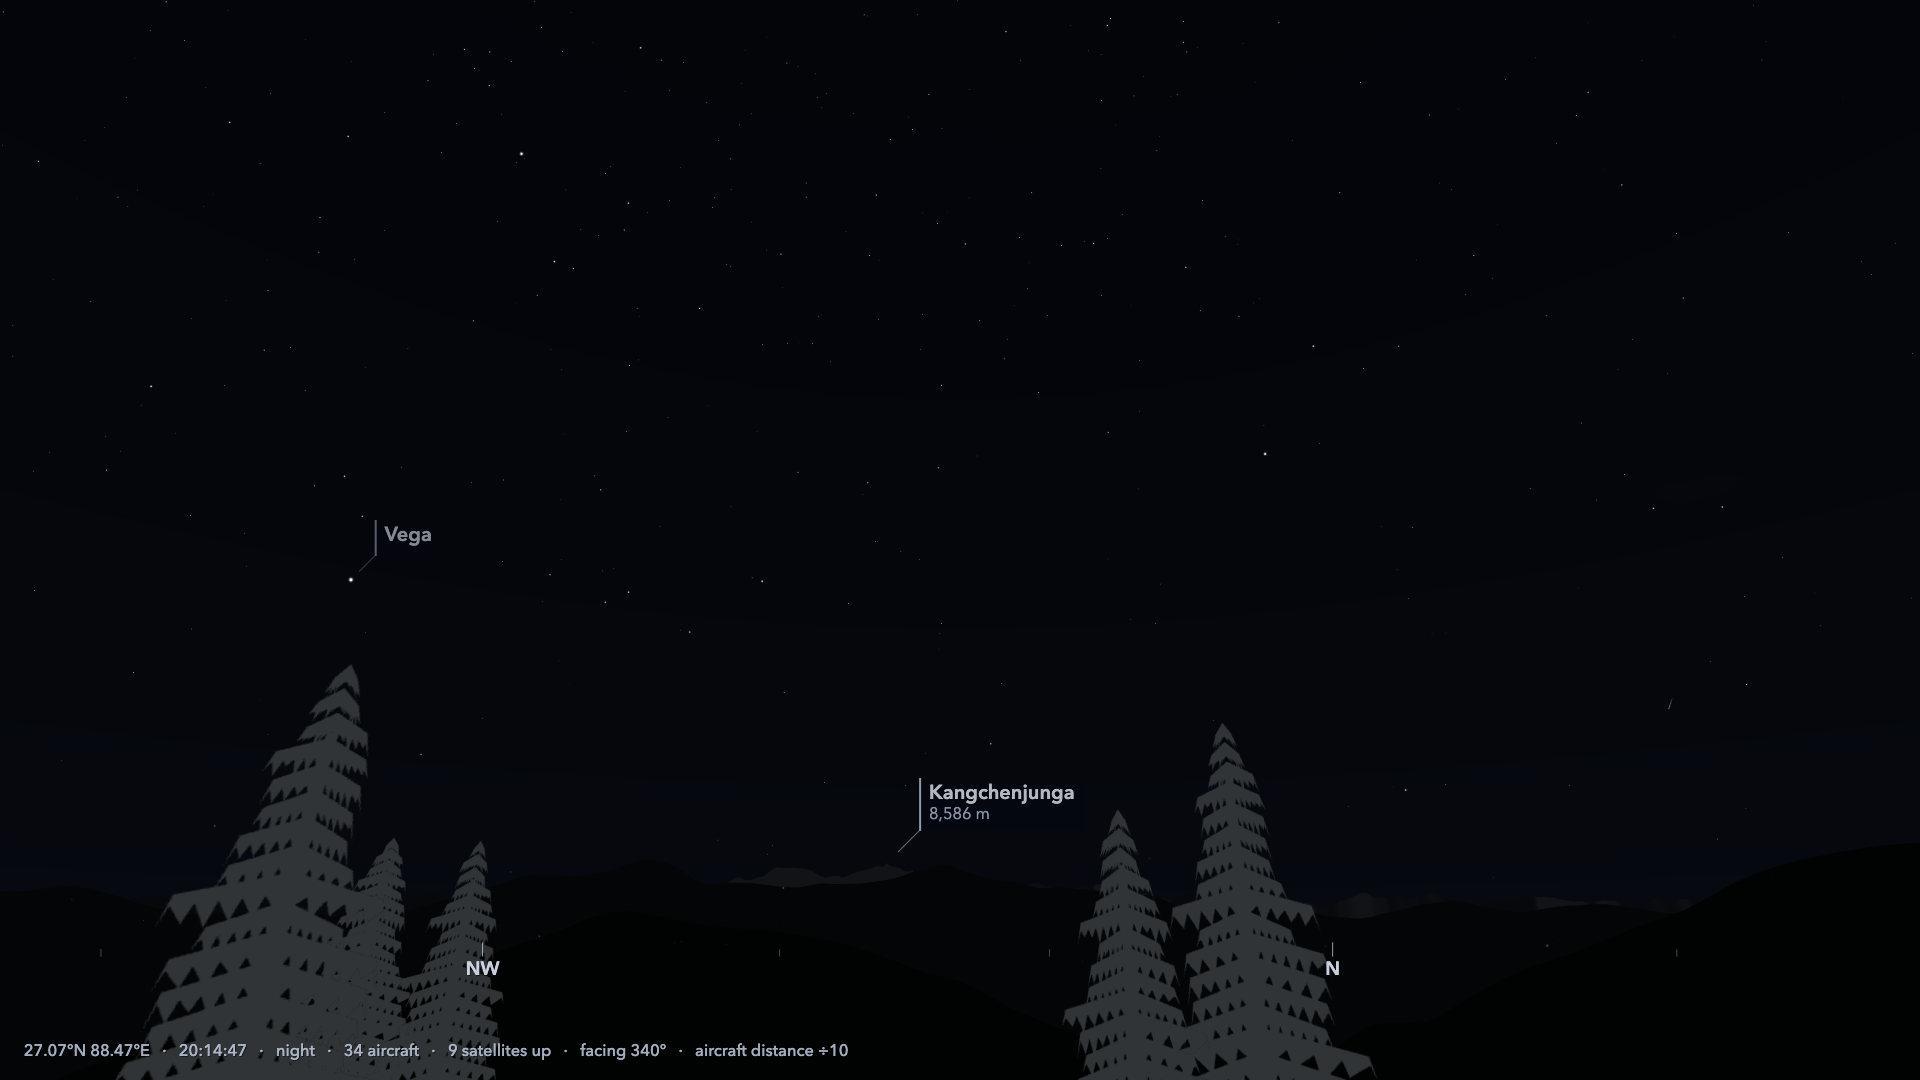 Vega
Kangchenjunga
8,586 m
NW
N
27.07°N 88.47°E · 20:14:47 · night · 34 aircraft · 9 satellites up · facing 340° · aircraft distance ÷10